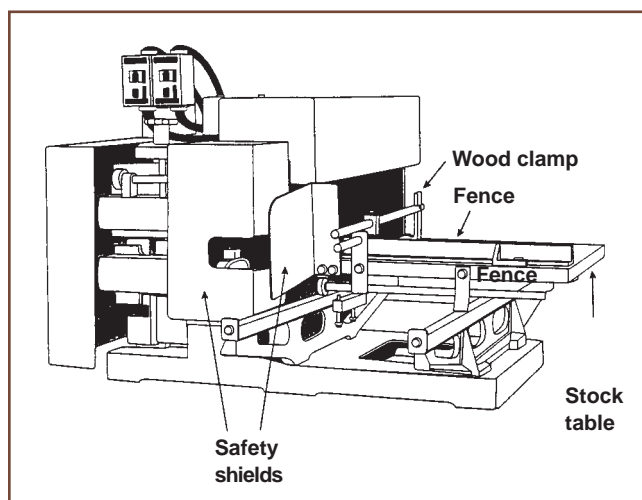 Wood clamp
Fence
Fence
Stock
table
Safety
shields